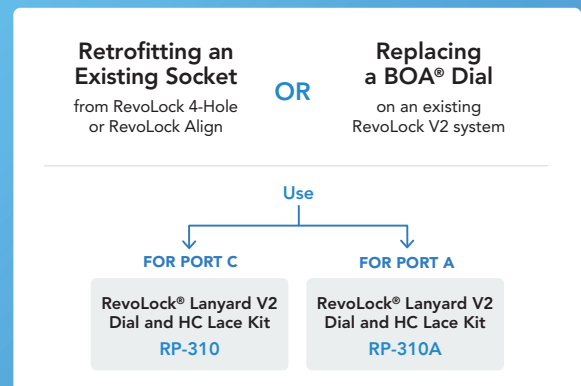 Retrofitting an
Existing Socket
from RevoLock 4-Hole
or RevoLock Align
OR
Replacing
a BOA® Dial
on an existing
RevoLock V2 system
Use
FOR PORT C
RevoLock® Lanyard V2
Dial and HC Lace Kit
RP-310
FOR PORT A
RevoLock® Lanyard V2
Dial and HC Lace Kit
RP-310A